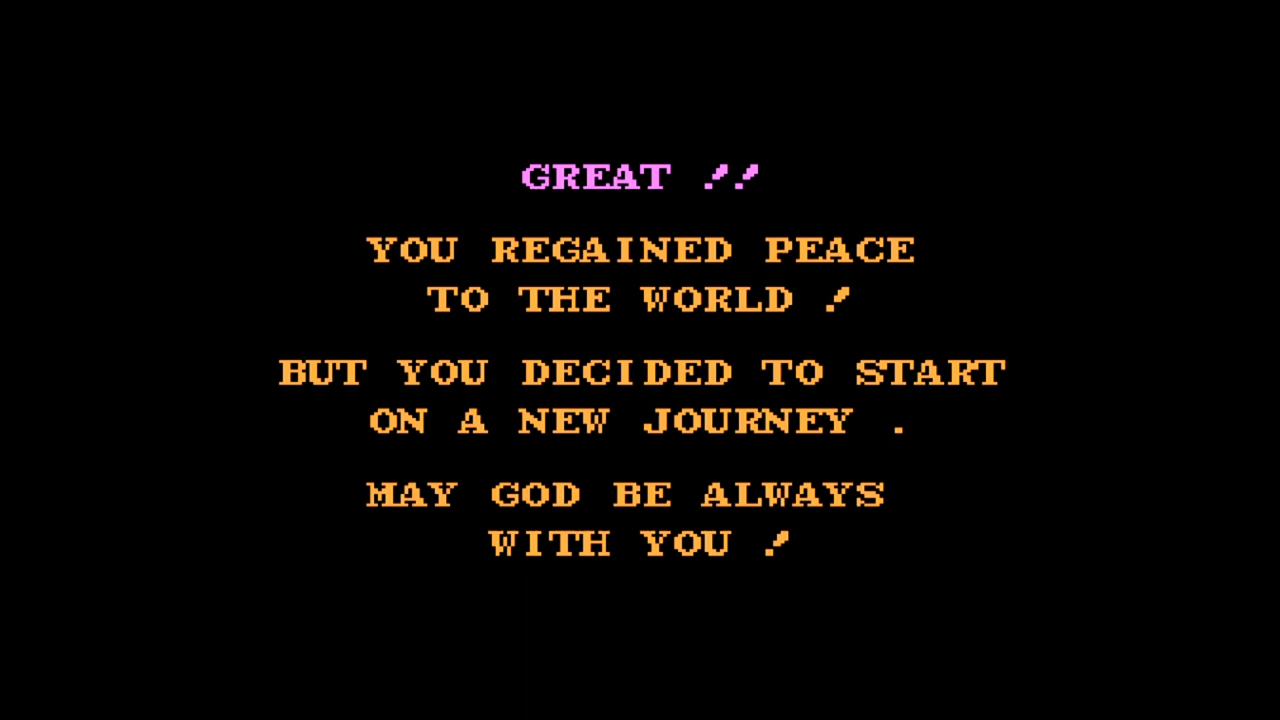 GREAT !!
YOU REGAINED PEACE
TO THE WORLD !
BUT YOU DECIDED TO START
ON A NEW JOURNEY .
MAY GOD BE ALWAYS
WITH YOU !